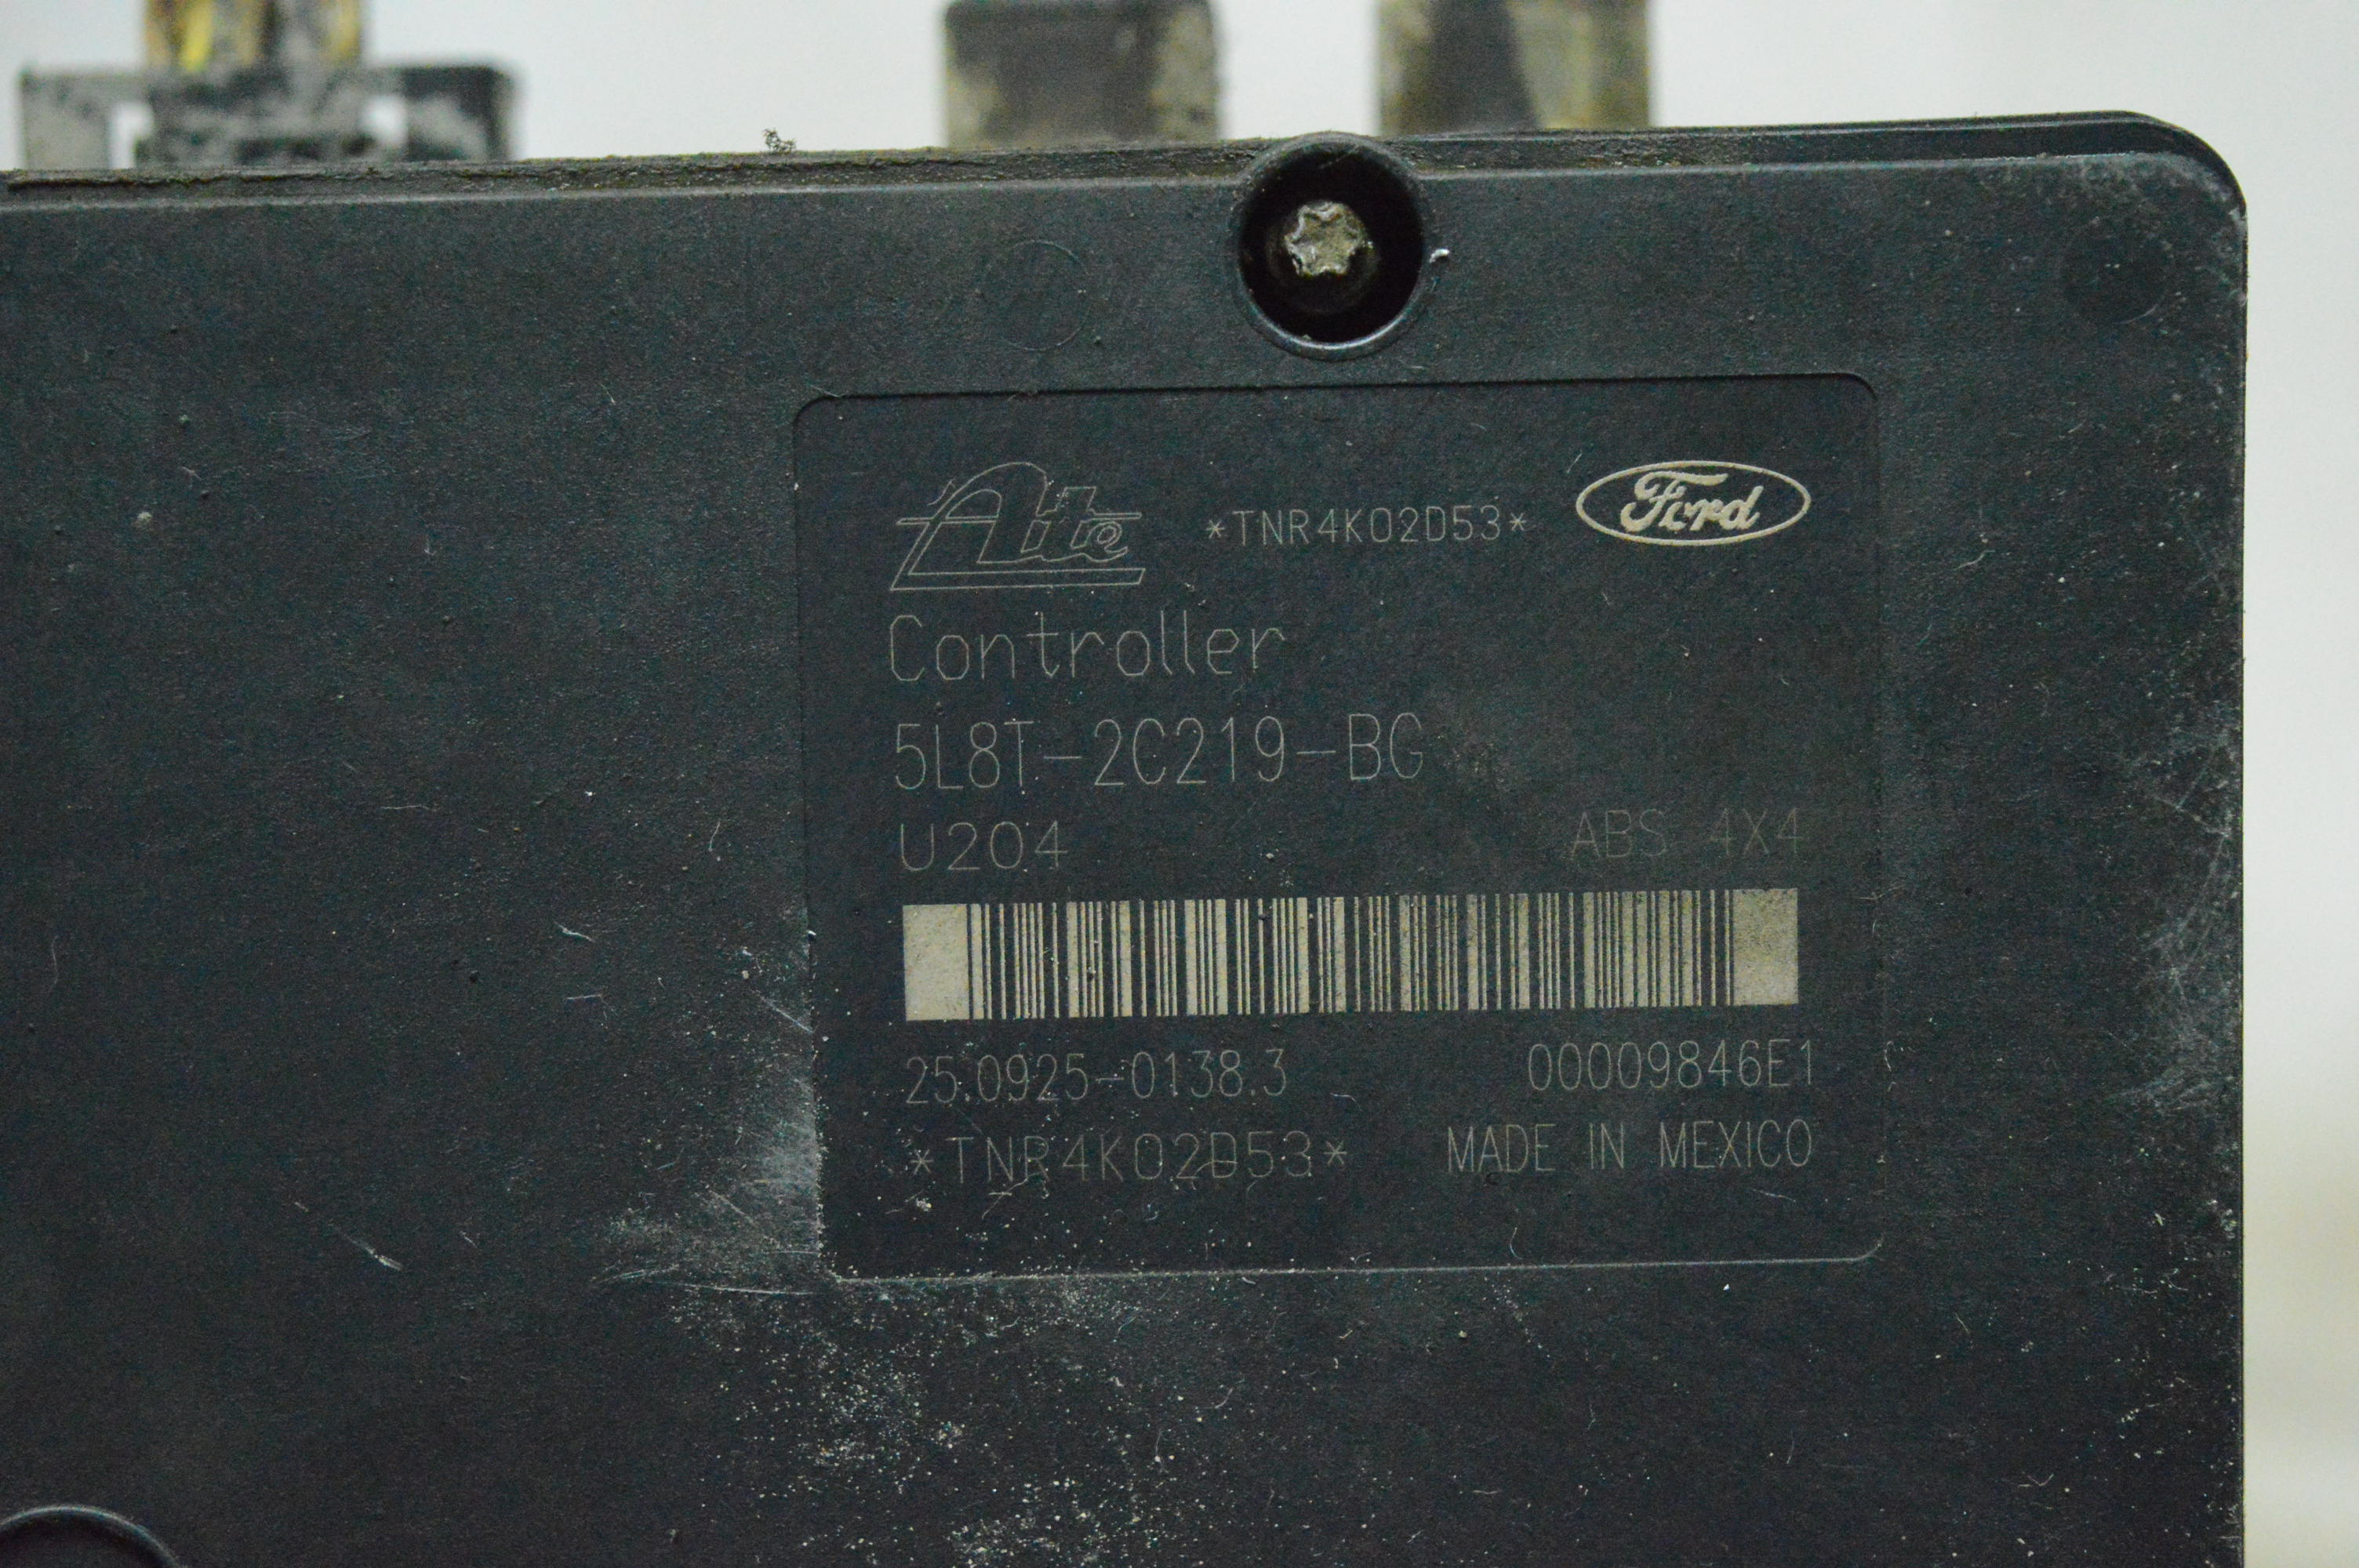 Ate *TNR4K02D53* Ford
Controller
5L8T-2C219-BG
U204 ABS 4X4
25.0925-0138.3 00009846E1
*TNR4K02D53* MADE IN MEXICO